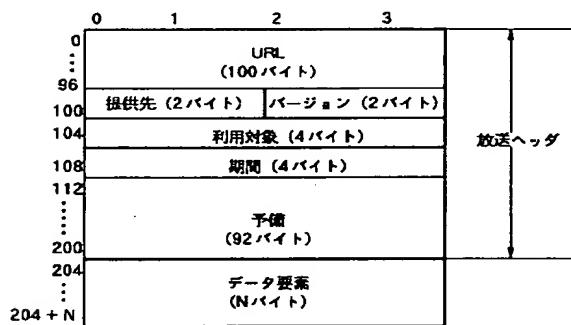 0 1 2 3
0
URL
(100バイト)
96
提供先 (2バイト) バージョン (2バイト)
100
104
利用対象 (4バイト)
放送ヘッダ
108
期間 (4バイト)
112
予備
(92バイト)
200
204
データ要素
(Nバイト)
204 + N